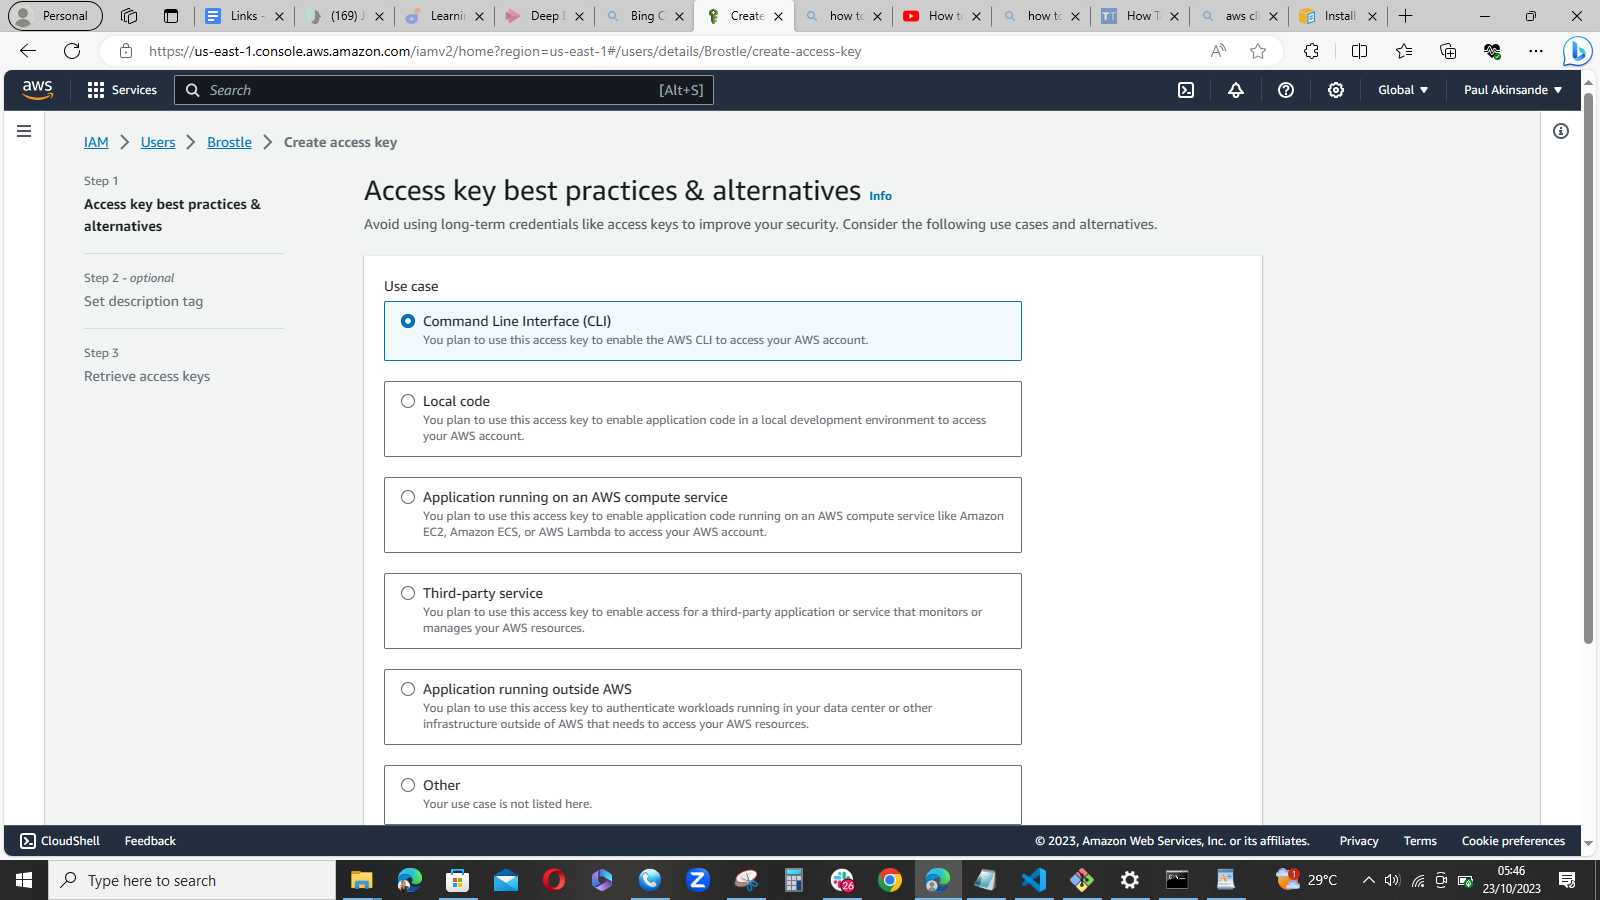 Personal
Links -
(169) J
Learni
Deep D
Bing C
Create
how to
How t
how to
How T
aws cl
Install
https://us-east-1.console.aws.amazon.com/iamv2/home?region=us-east-1#/users/details/Brostle/create-access-key
aws
Services
Search
[Alt+S]
Global
Paul Akinsande
IAM
Users
Brostle
Create access key
Step 1
Access key best practices &
alternatives
Step 2 - optional
Set description tag
Step 3
Retrieve access keys
Access key best practices & alternatives Info
Avoid using long-term credentials like access keys to improve your security. Consider the following use cases and alternatives.
Use case
Command Line Interface (CLI)
You plan to use this access key to enable the AWS CLI to access your AWS account.
Local code
You plan to use this access key to enable application code in a local development environment to access
your AWS account.
Application running on an AWS compute service
You plan to use this access key to enable application code running on an AWS compute service like Amazon
EC2, Amazon ECS, or AWS Lambda to access your AWS account.
Third-party service
You plan to use this access key to enable access for a third-party application or service that monitors or
manages your AWS resources.
Application running outside AWS
You plan to use this access key to authenticate workloads running in your data center or other
infrastructure outside of AWS that needs to access your AWS resources.
Other
Your use case is not listed here.
CloudShell
Feedback
© 2023, Amazon Web Services, Inc. or its affiliates.
Privacy
Terms
Cookie preferences
Type here to search
26
1
29°C
05:46
23/10/2023